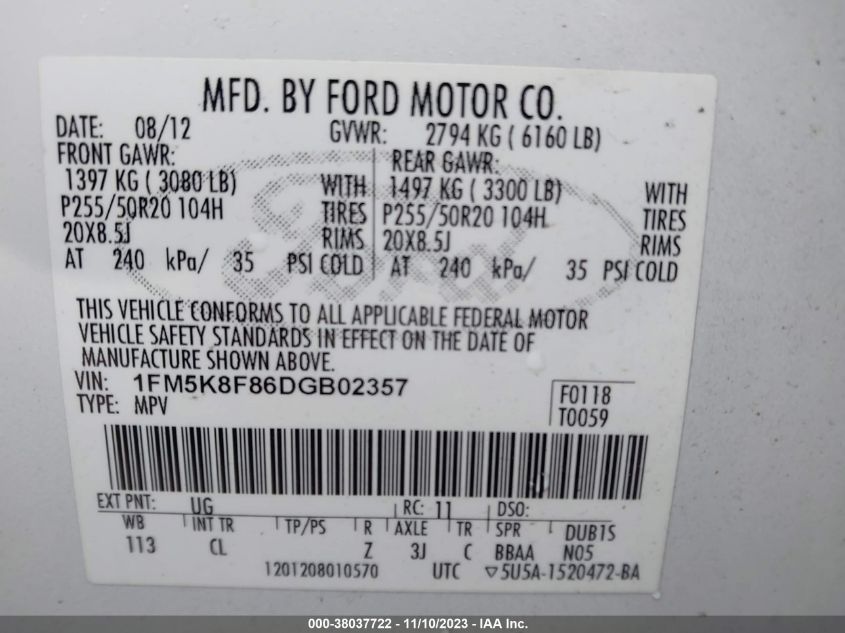 MFD. BY FORD MOTOR CO.
DATE: 08/12 GVWR: 2794 KG ( 6160 LB)
FRONT GAWR: REAR GAWR:
1397 KG ( 3080 LB) WITH 1497 KG ( 3300 LB) WITH
P255/50R20 104H TIRES P255/50R20 104H TIRES
20X8.5J RIMS 20X8.5J RIMS
AT 240 kPa/ 35 PSI COLD AT 240 kPa/ 35 PSI COLD
Ford
THIS VEHICLE CONFORMS TO ALL APPLICABLE FEDERAL MOTOR
VEHICLE SAFETY STANDARDS IN EFFECT ON THE DATE OF
MANUFACTURE SHOWN ABOVE.
VIN: 1FM5K8F86DGB02357
TYPE: MPV
F0118
T0059
EXT PNT: UG RC: 11 DSO:
WB INT TR TP/PS R AXLE TR SPR DUB1S
113 CL Z 3J C BBAA N05
1201208010570 UTC ▽5U5A-1520472-BA
000-38037722 - 11/10/2023 - IAA Inc.